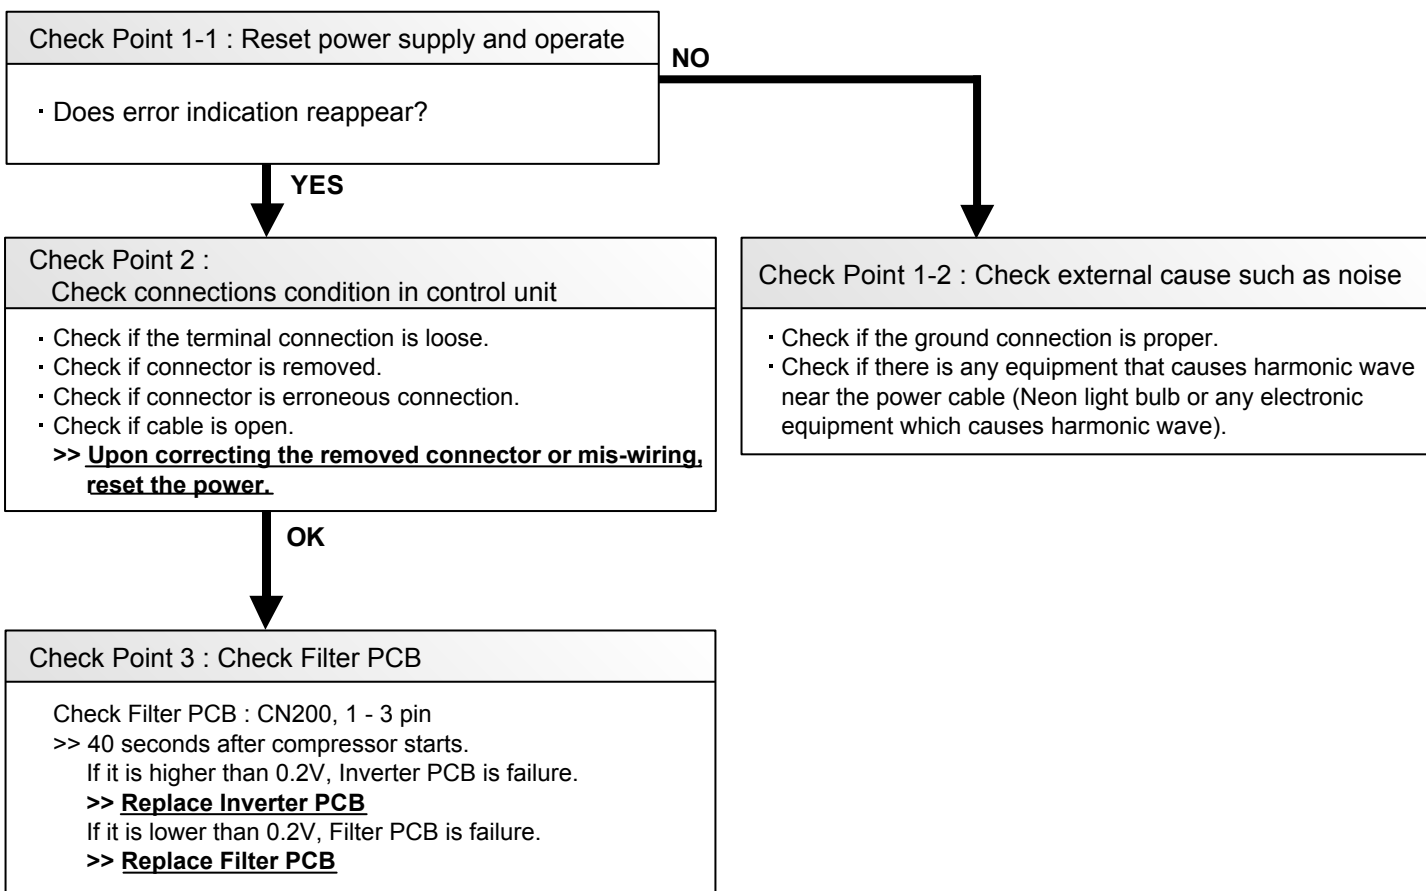 Check Point 1-1 : Reset power supply and operate
・Does error indication reappear?
NO
YES
Check Point 2 :
Check connections condition in control unit
・Check if the terminal connection is loose.
・Check if connector is removed.
・Check if connector is erroneous connection.
・Check if cable is open.
>> Upon correcting the removed connector or mis-wiring,
reset the power.
Check Point 1-2 : Check external cause such as noise
・Check if the ground connection is proper.
・Check if there is any equipment that causes harmonic wave
near the power cable (Neon light bulb or any electronic
equipment which causes harmonic wave).
OK
Check Point 3 : Check Filter PCB
Check Filter PCB : CN200, 1 - 3 pin
>> 40 seconds after compressor starts.
If it is higher than 0.2V, Inverter PCB is failure.
>> Replace Inverter PCB
If it is lower than 0.2V, Filter PCB is failure.
>> Replace Filter PCB